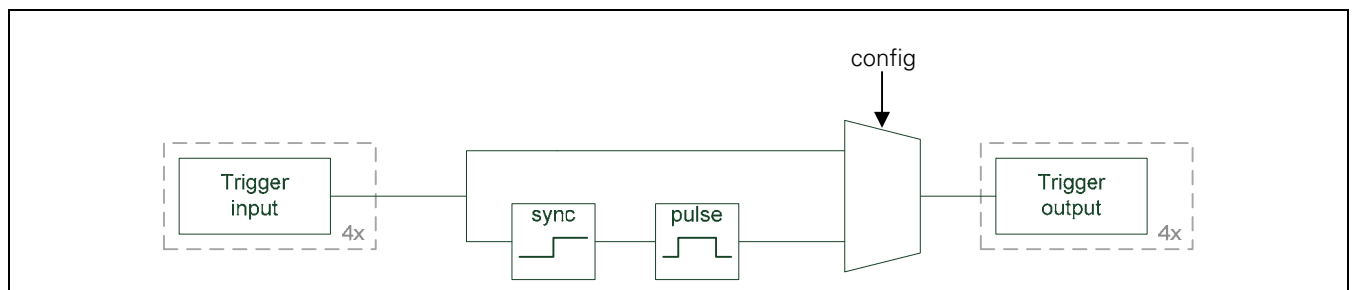 config
Trigger
input
4x
sync
pulse
Trigger
output
4x